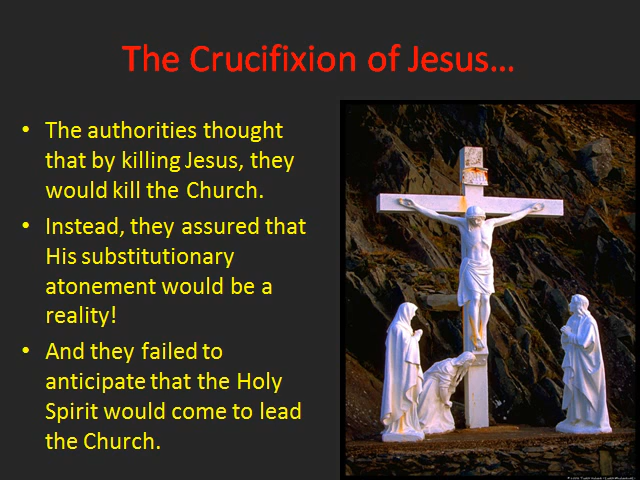 The Crucifixion of Jesus…
• The authorities thought
that by killing Jesus, they
would kill the Church.
• Instead, they assured that
His substitutionary
atonement would be a
reality!
• And they failed to
anticipate that the Holy
Spirit would come to lead
the Church.